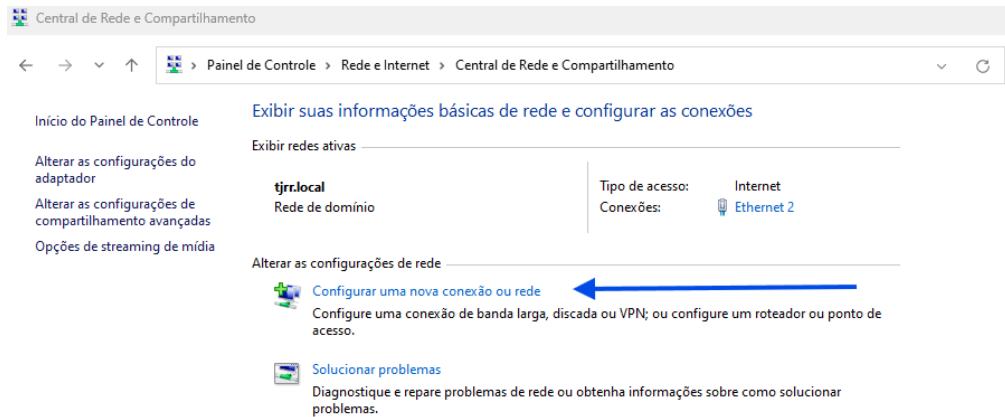 Central de Rede e Compartilhamento
Painel de Controle > Rede e Internet > Central de Rede e Compartilhamento
Início do Painel de Controle
Alterar as configurações do
adaptador
Alterar as configurações de
compartilhamento avançadas
Opções de streaming de mídia
Exibir suas informações básicas de rede e configurar as conexões
Exibir redes ativas
tjrr.local
Rede de domínio
Tipo de acesso: Internet
Conexões: Ethernet 2
Alterar as configurações de rede
Configurar uma nova conexão ou rede
Configure uma conexão de banda larga, discada ou VPN; ou configure um roteador ou ponto de
acesso.
Solucionar problemas
Diagnostique e repare problemas de rede ou obtenha informações sobre como solucionar
problemas.